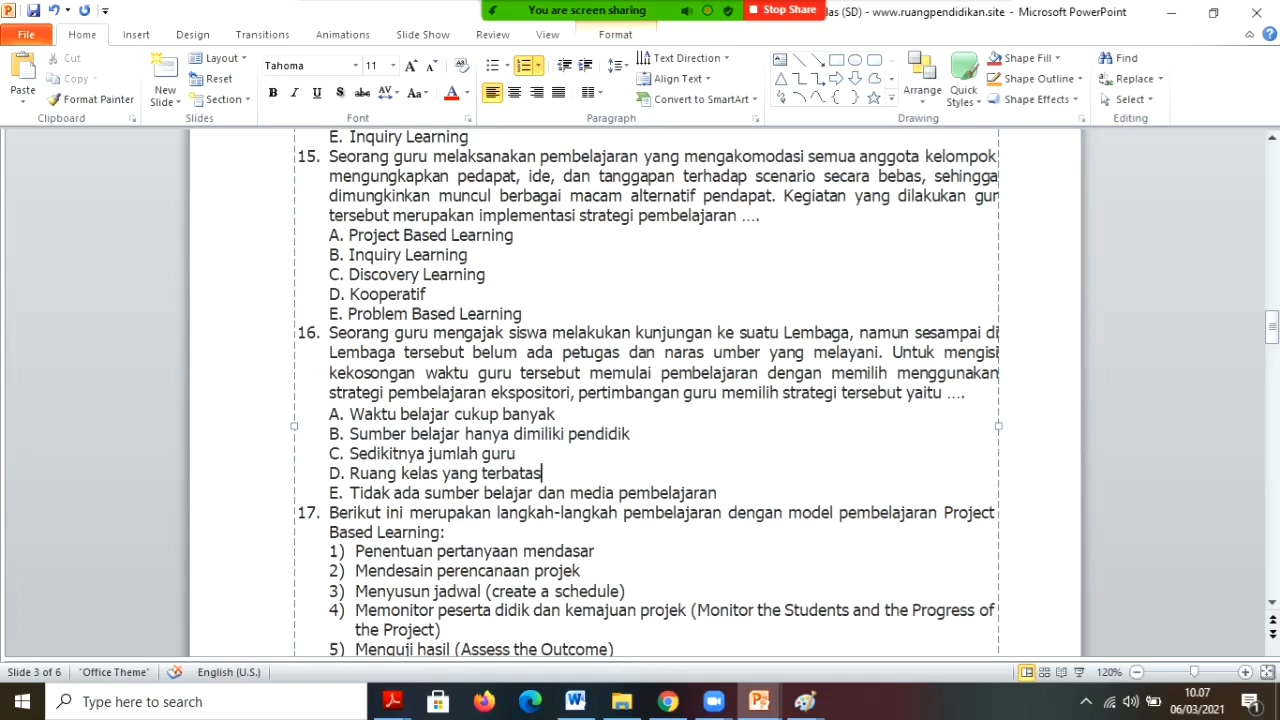 You are screen sharing
Stop Share
las (SD) - www.ruangpendidikan.site - Microsoft PowerPoint
File Home Insert Design Transitions Animations Slide Show Review View Format
Paste
Cut
Copy
Format Painter
Clipboard
New Slide
Layout
Reset
Section
Slides
Tahoma 11
Font
Text Direction
Align Text
Convert to SmartArt
Paragraph
Arrange
Quick Styles
Shape Fill
Shape Outline
Shape Effects
Drawing
Find
Replace
Select
Editing
E. Inquiry Learning
15. Seorang guru melaksanakan pembelajaran yang mengakomodasi semua anggota kelompok
mengungkapkan pedapat, ide, dan tanggapan terhadap scenario secara bebas, sehingga
dimungkinkan muncul berbagai macam alternatif pendapat. Kegiatan yang dilakukan gur
tersebut merupakan implementasi strategi pembelajaran ….
A. Project Based Learning
B. Inquiry Learning
C. Discovery Learning
D. Kooperatif
E. Problem Based Learning
16. Seorang guru mengajak siswa melakukan kunjungan ke suatu Lembaga, namun sesampai di
Lembaga tersebut belum ada petugas dan naras umber yang melayani. Untuk mengisi
kekosongan waktu guru tersebut memulai pembelajaran dengan memilih menggunakan
strategi pembelajaran ekspositori, pertimbangan guru memilih strategi tersebut yaitu ….
A. Waktu belajar cukup banyak
B. Sumber belajar hanya dimiliki pendidik
C. Sedikitnya jumlah guru
D. Ruang kelas yang terbatas
E. Tidak ada sumber belajar dan media pembelajaran
17. Berikut ini merupakan langkah-langkah pembelajaran dengan model pembelajaran Project
Based Learning:
1) Penentuan pertanyaan mendasar
2) Mendesain perencanaan projek
3) Menyusun jadwal (create a schedule)
4) Memonitor peserta didik dan kemajuan projek (Monitor the Students and the Progress of
the Project)
5) Menguji hasil (Assess the Outcome)
Slide 3 of 6 "Office Theme" English (U.S.) 120%
Type here to search
10.07
06/03/2021